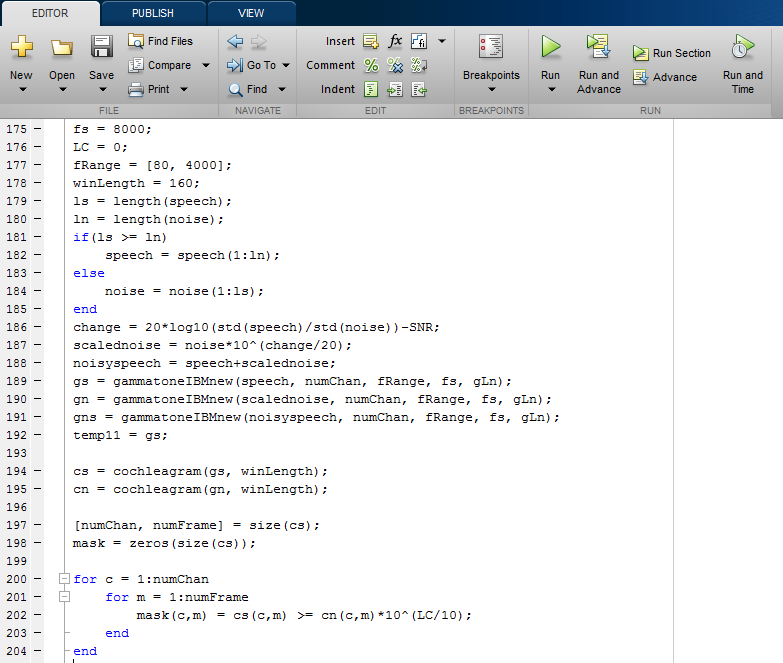 EDITOR PUBLISH VIEW
New Open Save Find Files Compare Print
FILE
Go To Find
NAVIGATE
Insert fx
Comment
Indent
EDIT
Breakpoints
BREAKPOINTS
Run Run and Advance Run Section Advance Run and Time
RUN
175 – fs = 8000;
176 – LC = 0;
177 – fRange = [80, 4000];
178 – winLength = 160;
179 – ls = length(speech);
180 – ln = length(noise);
181 – if(ls >= ln)
182 – speech = speech(1:ln);
183 – else
184 – noise = noise(1:ls);
185 – end
186 – change = 20*log10(std(speech)/std(noise))-SNR;
187 – scalednoise = noise*10^(change/20);
188 – noisyspeech = speech+scalednoise;
189 – gs = gammatoneIBMnew(speech, numChan, fRange, fs, gLn);
190 – gn = gammatoneIBMnew(scalednoise, numChan, fRange, fs, gLn);
191 – gns = gammatoneIBMnew(noisyspeech, numChan, fRange, fs, gLn);
192 – temp11 = gs;
193
194 – cs = cochleagram(gs, winLength);
195 – cn = cochleagram(gn, winLength);
196
197 – [numChan, numFrame] = size(cs);
198 – mask = zeros(size(cs));
199
200 – for c = 1:numChan
201 – for m = 1:numFrame
202 – mask(c,m) = cs(c,m) >= cn(c,m)*10^(LC/10);
203 – end
204 – end